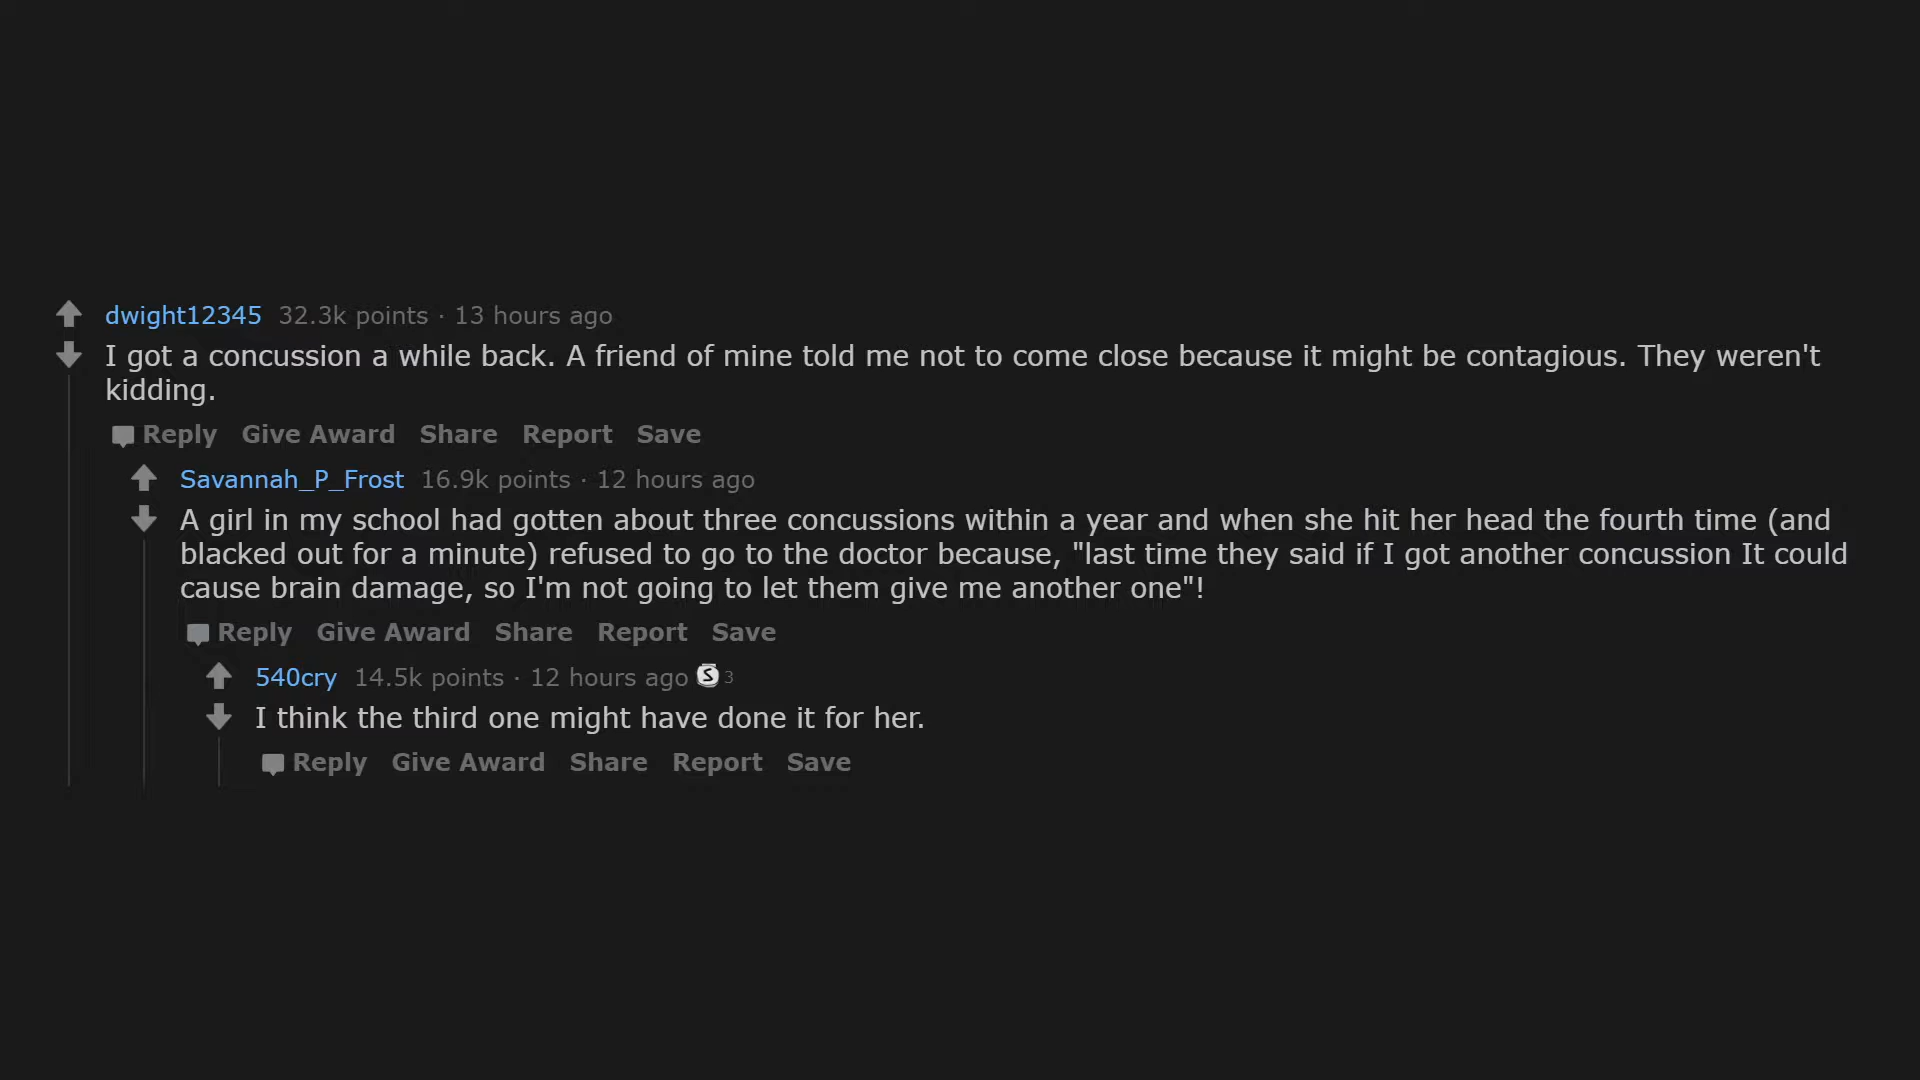 dwight12345 32.3k points · 13 hours ago
I got a concussion a while back. A friend of mine told me not to come close because it might be contagious. They weren't
kidding.
Reply Give Award Share Report Save
Savannah_P_Frost 16.9k points · 12 hours ago
A girl in my school had gotten about three concussions within a year and when she hit her head the fourth time (and
blacked out for a minute) refused to go to the doctor because, "last time they said if I got another concussion It could
cause brain damage, so I'm not going to let them give me another one"!
Reply Give Award Share Report Save
540cry 14.5k points · 12 hours ago S 3
I think the third one might have done it for her.
Reply Give Award Share Report Save